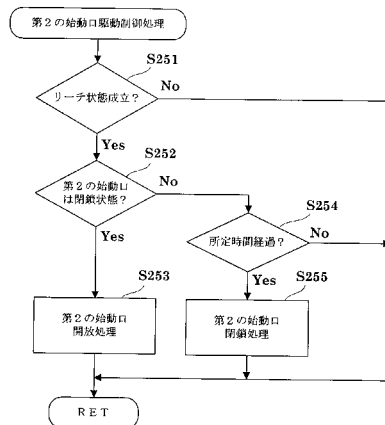 第2の始動口駆動制御処理
S251
リーチ状態成立?
No
Yes
S252
第2の始動口
は閉鎖状態?
No
Yes
S254
所定時間経過?
No
Yes
S253
第2の始動口
開放処理
S255
第2の始動口
閉鎖処理
RET